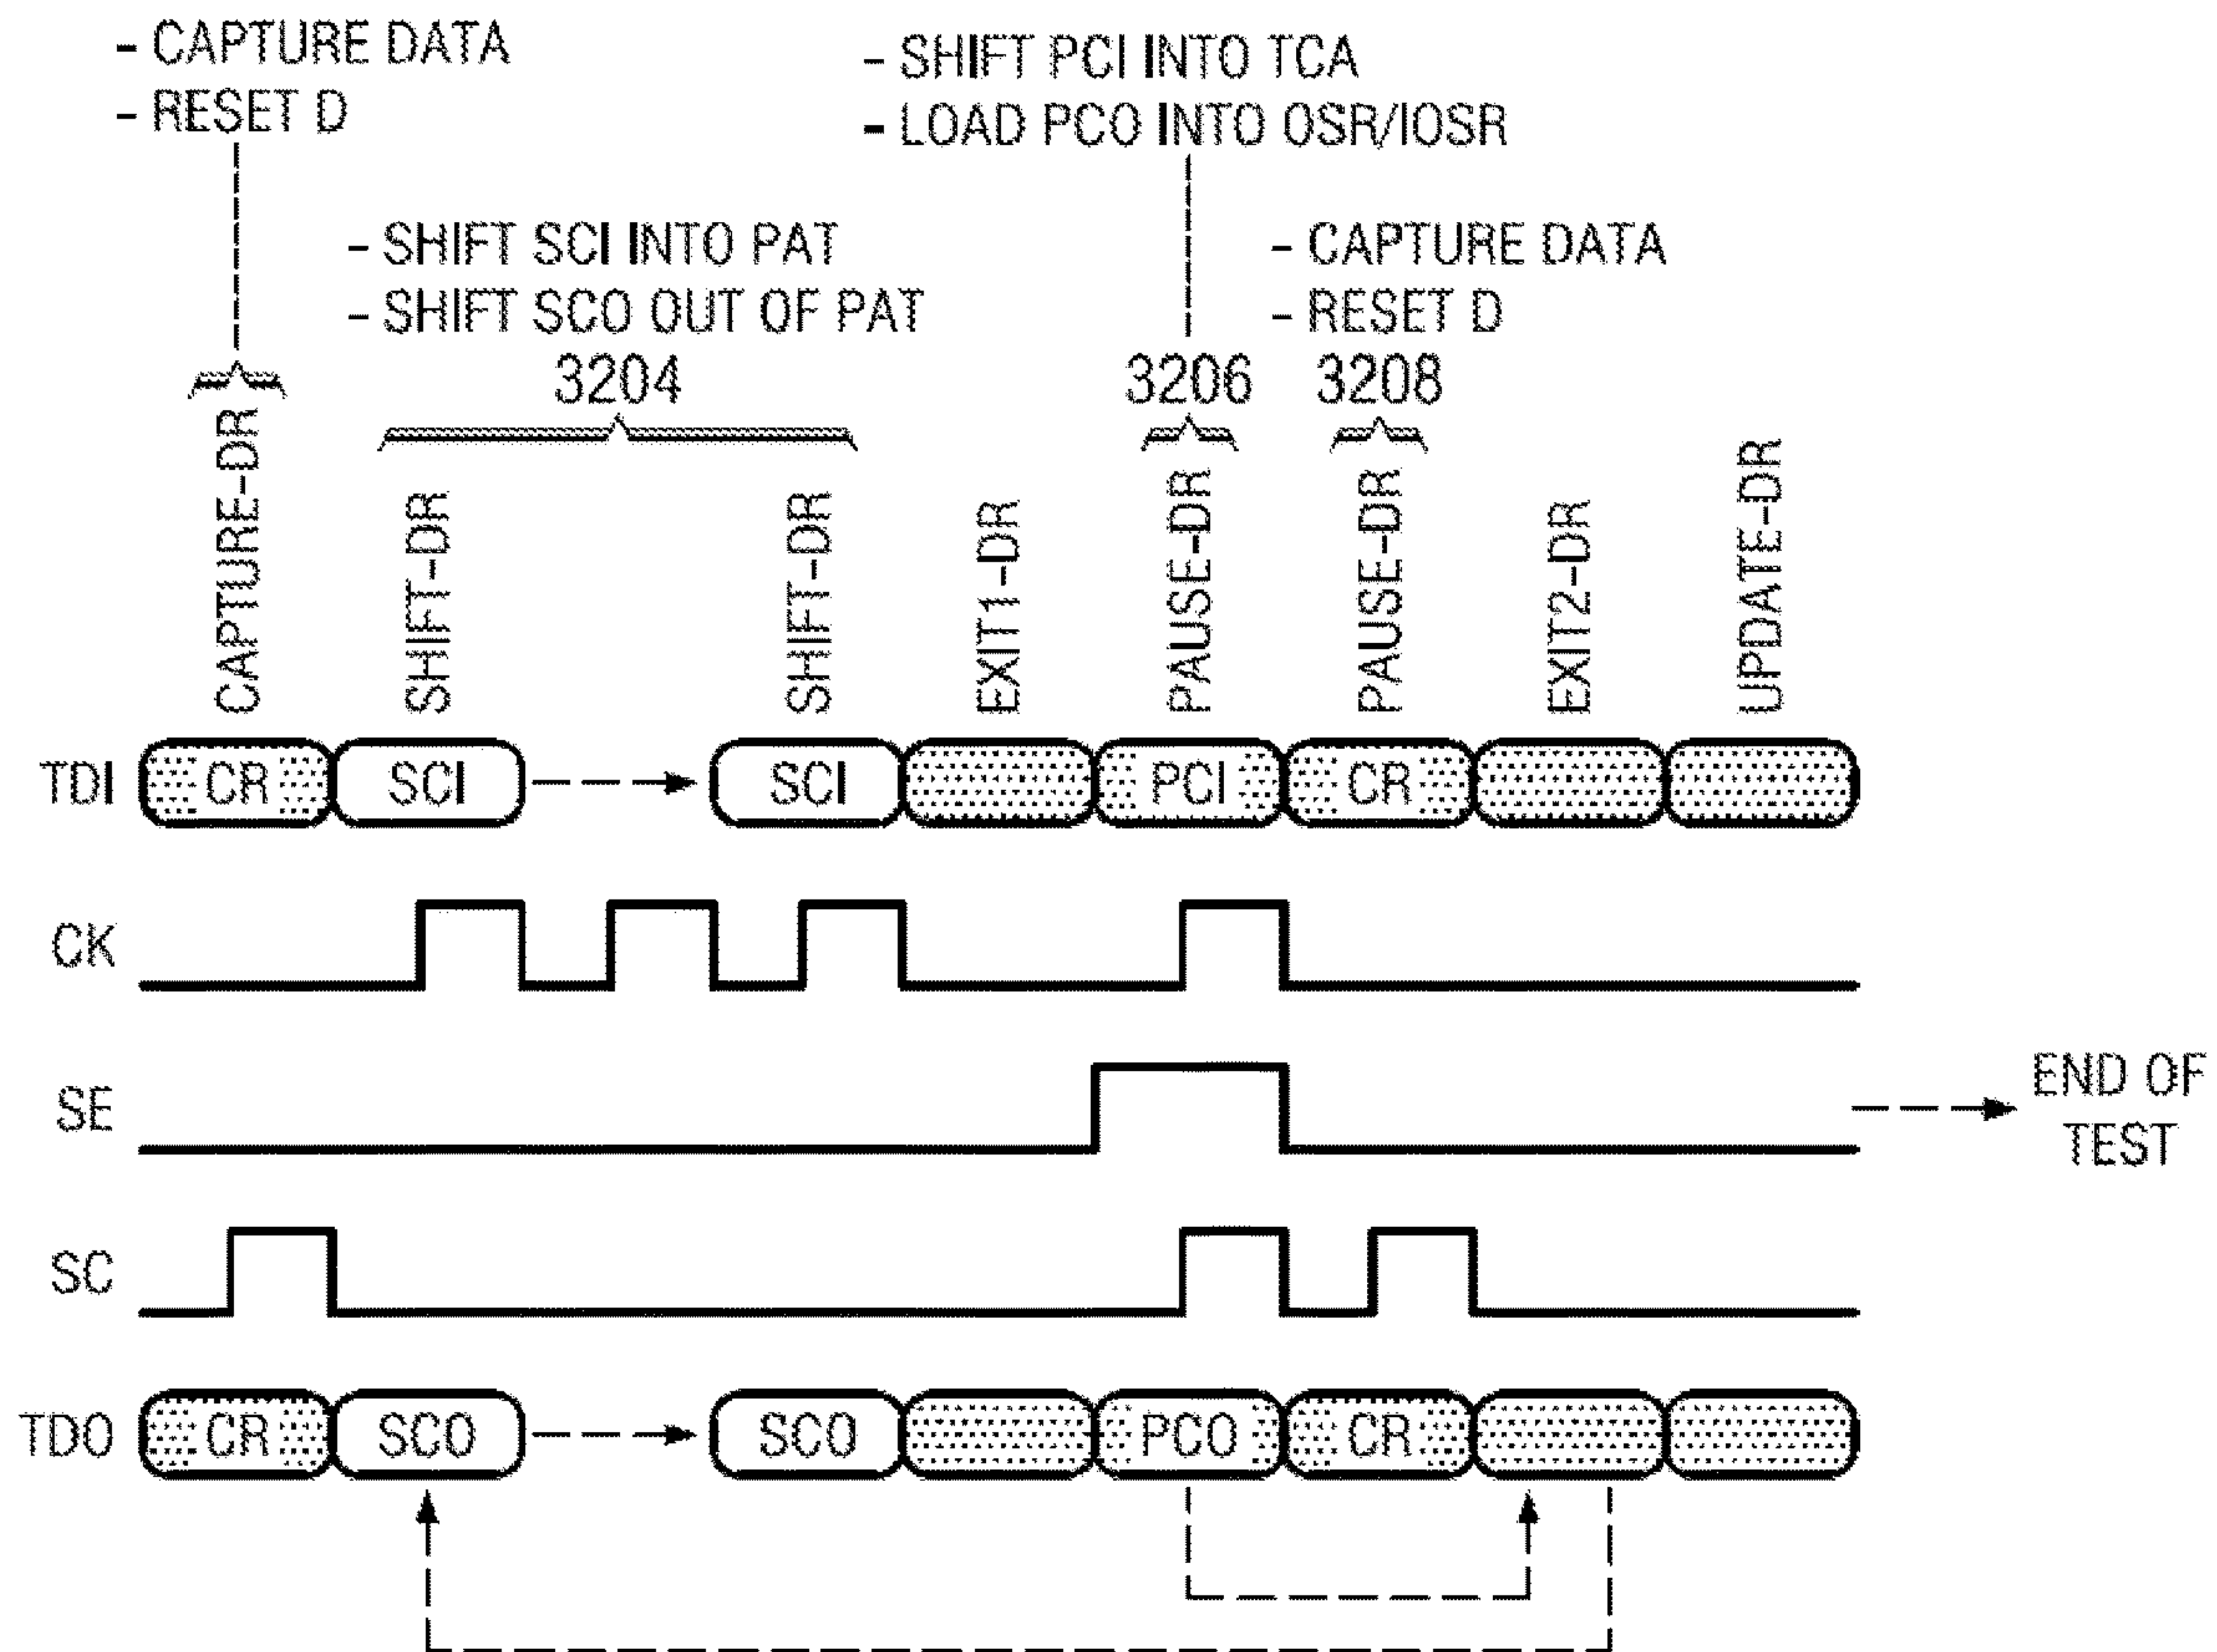 - CAPTURE DATA
- RESET D
- SHIFT PCI INTO TCA
- LOAD PCO INTO OSR/IOSR
- SHIFT SCI INTO PAT
- SHIFT SCO OUT OF PAT
- CAPTURE DATA
- RESET D
3204
3206
3208
CAPTURE-DR
SHIFT-DR
SHIFT-DR
EXIT1-DR
PAUSE-DR
PAUSE-DR
EXIT2-DR
UPDATE-DR
TDI CR SCI SCI PCI CR
CK
SE
END OF
TEST
SC
TDO CR SCO SCO PCO CR